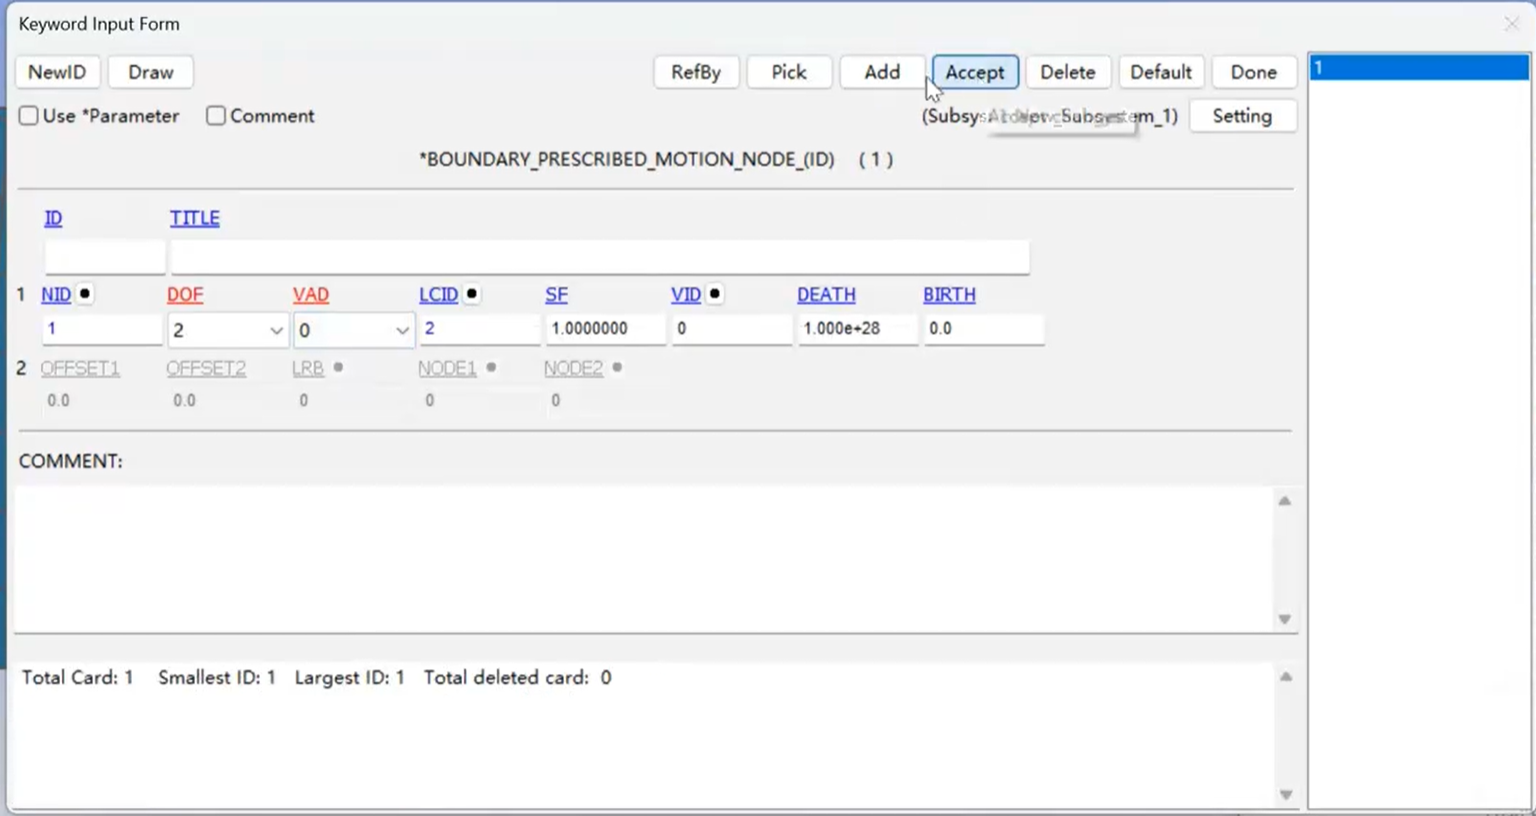 Keyword Input Form
NewID Draw RefBy Pick Add Accept Delete Default Done
1
Use *Parameter Comment (Subsys Setting
*BOUNDARY_PRESCRIBED_MOTION_NODE_(ID) ( 1 )
ID TITLE
1 NID DOF VAD LCID SF VID DEATH BIRTH
1 2 0 2 1.0000000 0 1.000e+28 0.0
2 OFFSET1 OFFSET2 LRB NODE1 NODE2
0.0 0.0 0 0 0
COMMENT:
Total Card: 1 Smallest ID: 1 Largest ID: 1 Total deleted card: 0